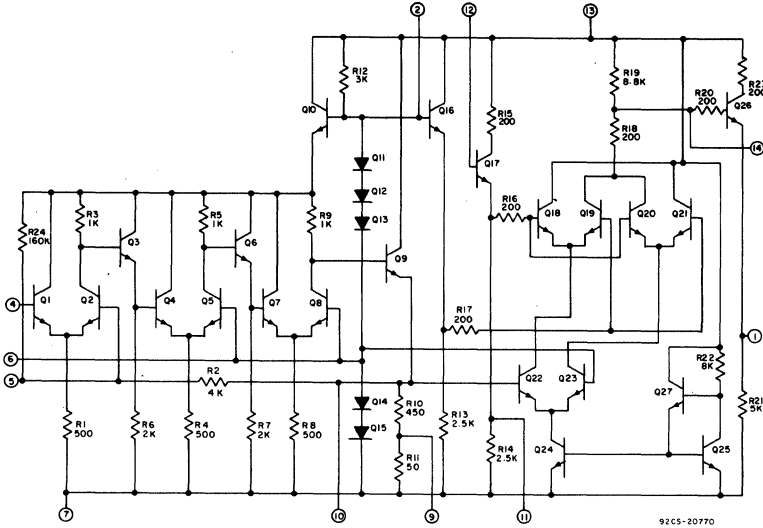 2
12
13
R12
3K
Q10
Q16
R15
200
R19
8.8K
R20
200
R23
200
Q26
R18
200
14
Q11
Q12
Q13
Q17
R16
200
Q18
Q19
Q20
Q21
R24
160K
R3
1K
Q3
R5
1K
Q6
R9
1K
Q9
4
Q1
Q2
Q4
Q5
Q7
Q8
R17
200
1
6
5
R2
4K
Q22
Q23
R22
8K
Q27
R1
500
R6
2K
R4
500
R7
2K
R8
500
Q14
Q15
R10
450
R11
50
R13
2.5K
R14
2.5K
Q24
Q25
R21
5K
7
10
9
11
92CS-20770